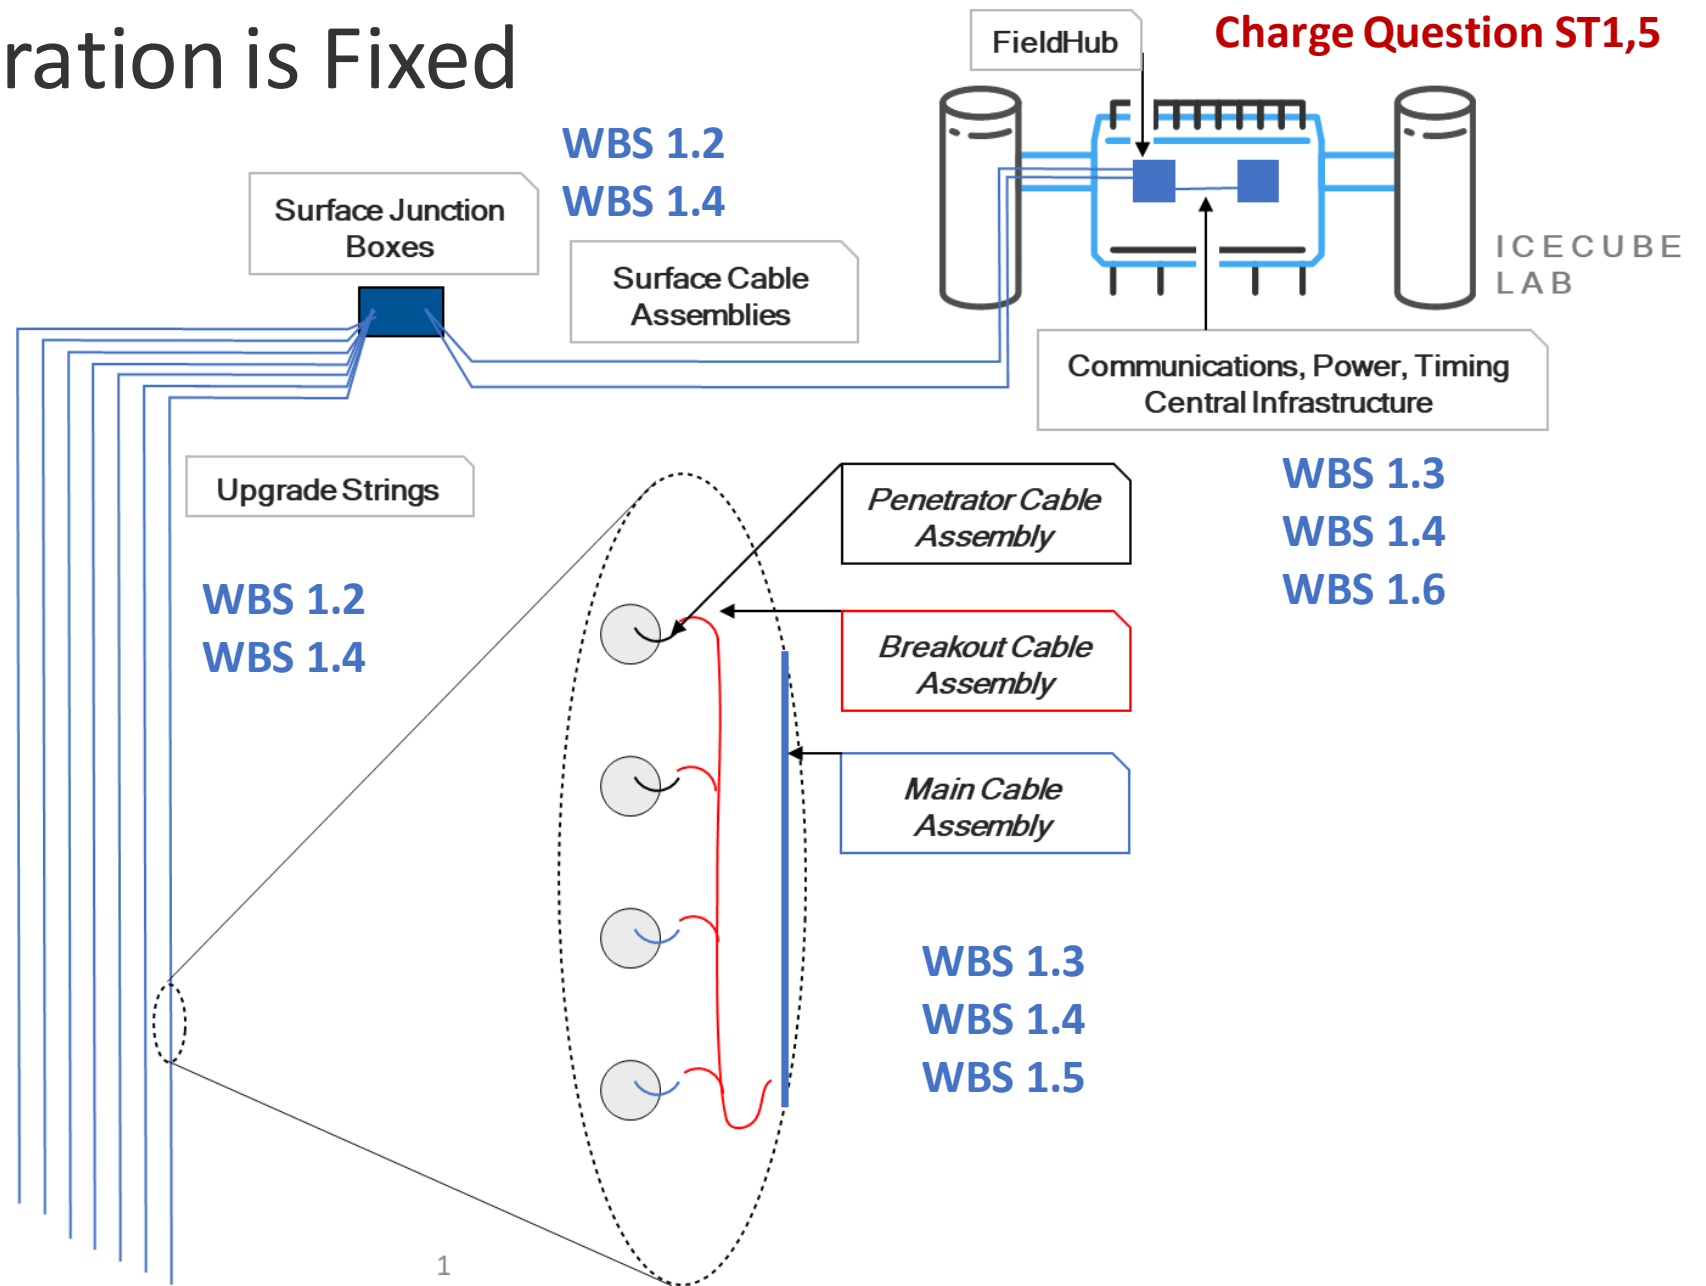 ration is Fixed
Charge Question ST1,5
FieldHub
WBS 1.2
WBS 1.4
Surface Junction
Boxes
Surface Cable
Assemblies
ICECUBE
LAB
Communications, Power, Timing
Central Infrastructure
WBS 1.3
WBS 1.4
WBS 1.6
Upgrade Strings
WBS 1.2
WBS 1.4
Penetrator Cable
Assembly
Breakout Cable
Assembly
Main Cable
Assembly
WBS 1.3
WBS 1.4
WBS 1.5
1